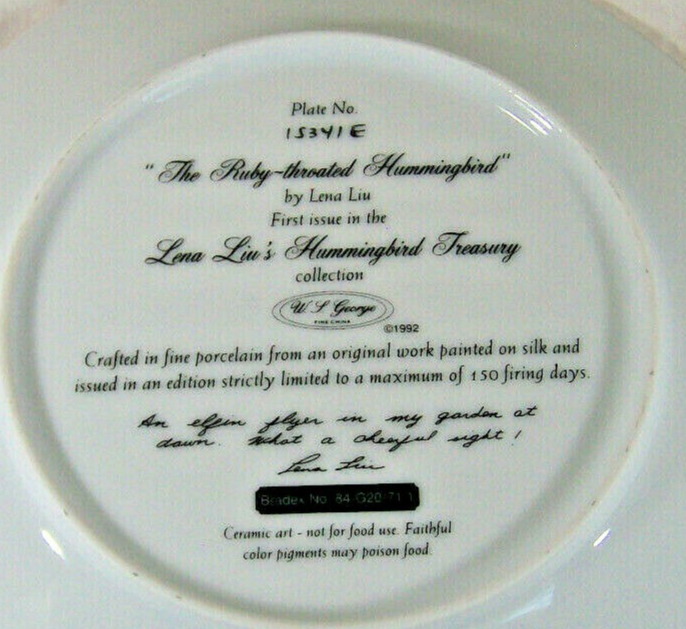 Plate No.
15341E
"The Ruby~throated Hummingbird"
by Lena Liu
First issue in the
Lena Liu's Hummingbird Treasury
collection
W. S. George
FINE CHINA
©1992
Crafted in fine porcelain from an original work painted on silk and
issued in an edition strictly limited to a maximum of 150 firing days.
An elfin flyer in my garden at
dawn. What a cheerful sight!
Lena Liu
Bradex No. 84-G20-71.1
Ceramic art - not for food use. Faithful
color pigments may poison food.